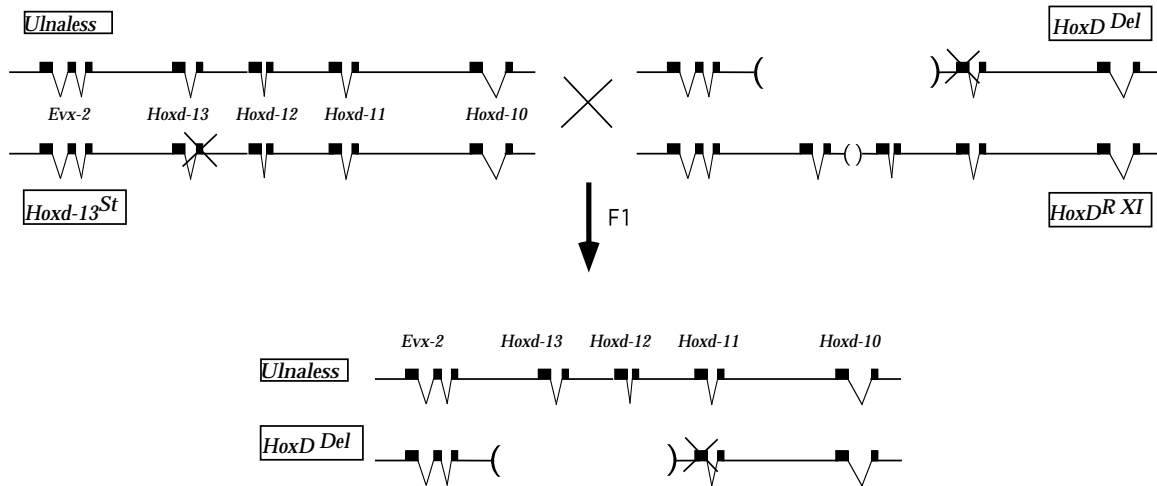 Ulnaless
HoxD Del
Evx-2 Hoxd-13 Hoxd-12 Hoxd-11 Hoxd-10
Hoxd-13St
HoxDR XI
F1
Evx-2 Hoxd-13 Hoxd-12 Hoxd-11 Hoxd-10
Ulnaless
HoxD Del